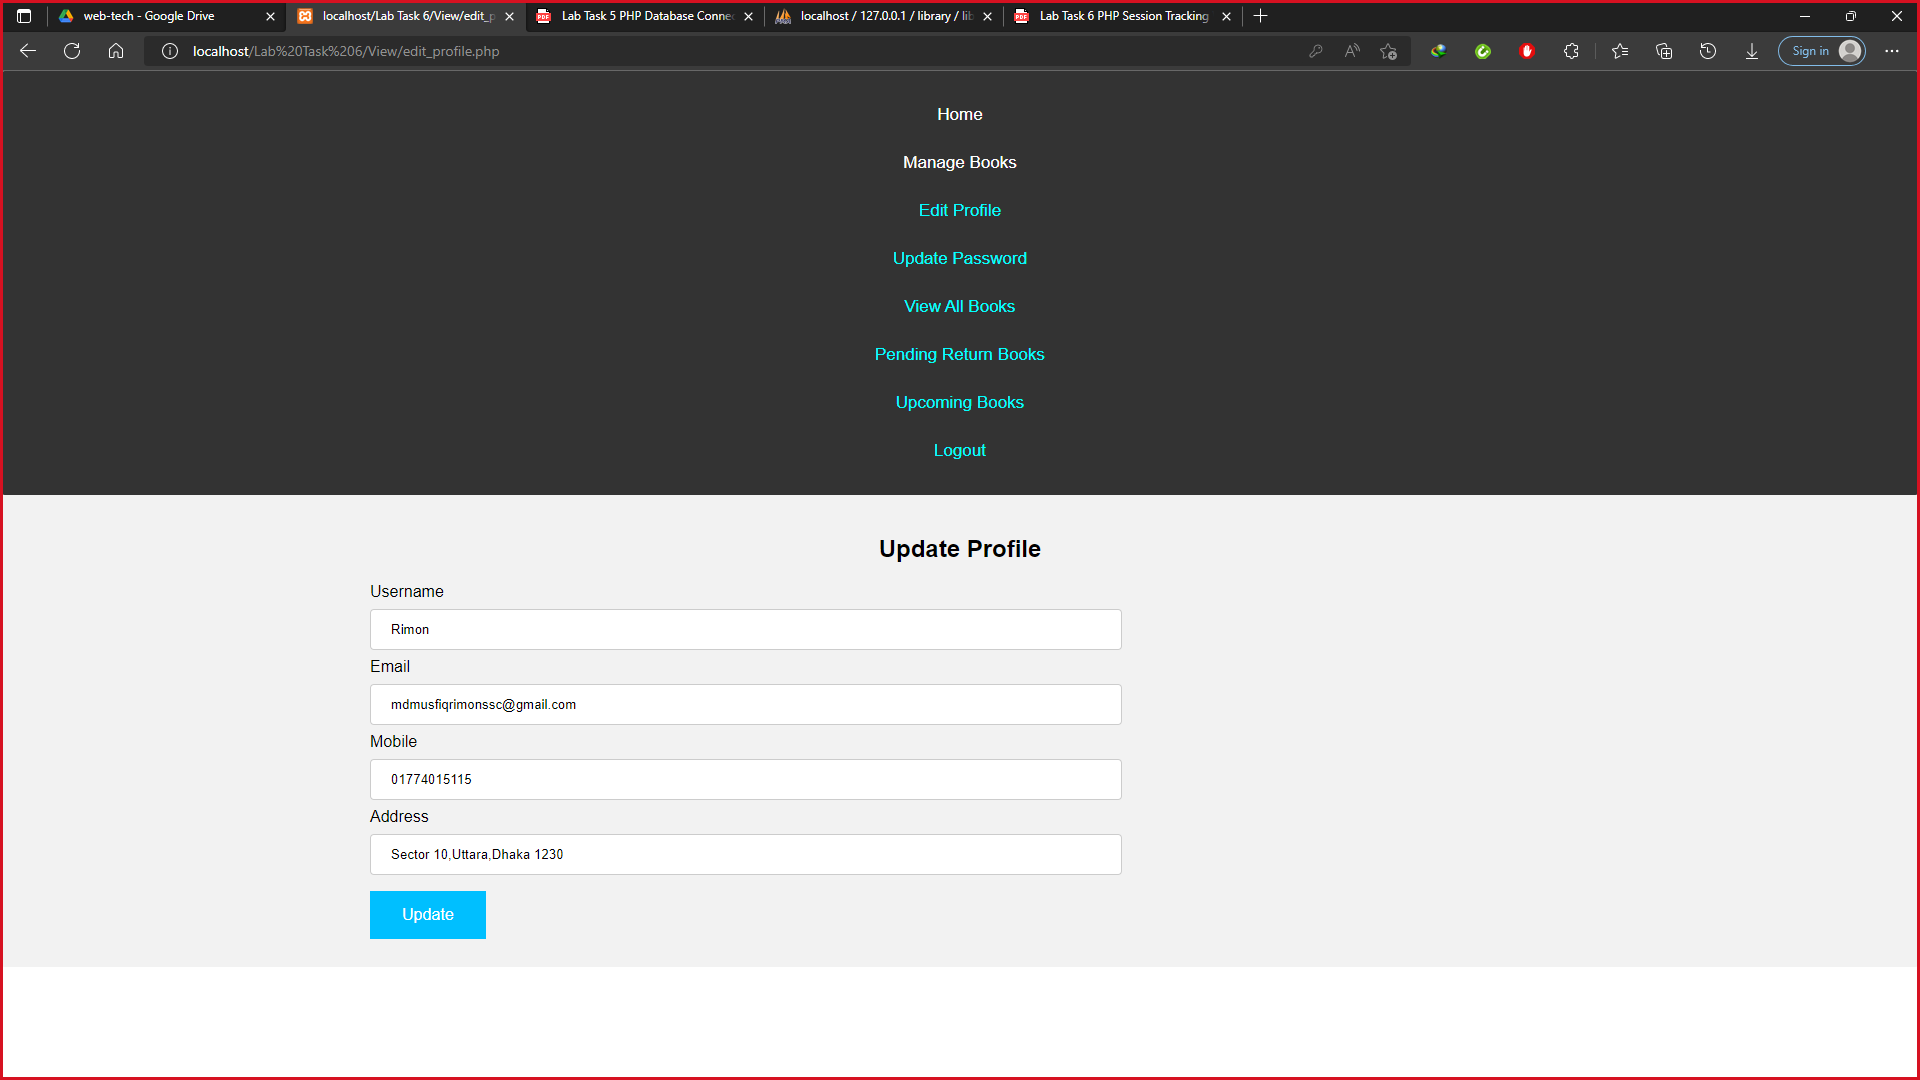 web-tech - Google Drive
localhost/Lab Task 6/View/edit_p
Lab Task 5 PHP Database Connec
localhost / 127.0.0.1 / library / lib
Lab Task 6 PHP Session Tracking
localhost/Lab%20Task%206/View/edit_profile.php
Sign in
Home
Manage Books
Edit Profile
Update Password
View All Books
Pending Return Books
Upcoming Books
Logout
Update Profile
Username
Rimon
Email
mdmusfiqrimonssc@gmail.com
Mobile
01774015115
Address
Sector 10,Uttara,Dhaka 1230
Update